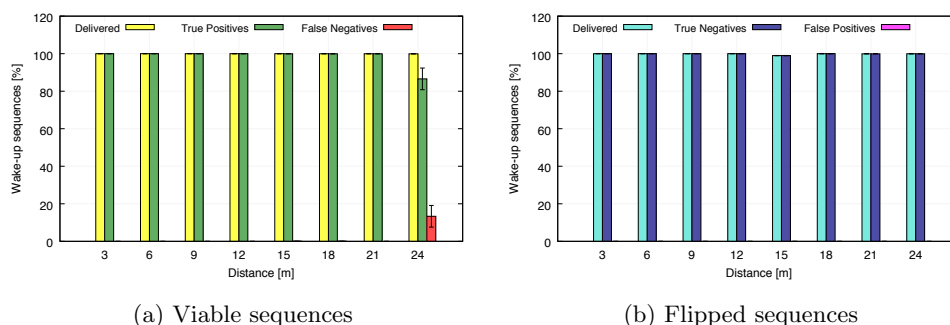 Delivered True Positives False Negatives
Wake-up sequences [%]
120
100
80
60
40
20
0
3 6 9 12 15 18 21 24
Distance [m]
(a) Viable sequences
Delivered True Negatives False Positives
Wake-up sequences [%]
120
100
80
60
40
20
0
3 6 9 12 15 18 21 24
Distance [m]
(b) Flipped sequences